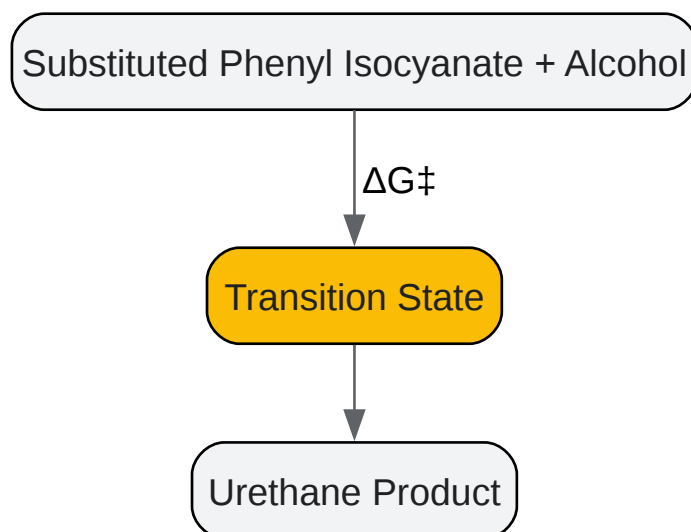 Substituted Phenyl Isocyanate + Alcohol
ΔG‡
Transition State
Urethane Product